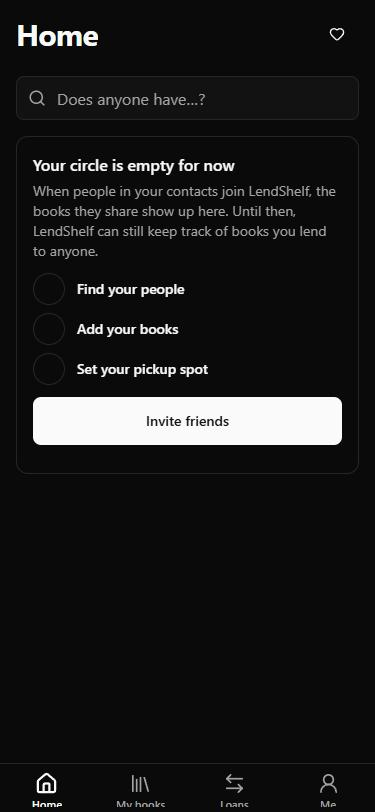 Home
Does anyone have...?
Your circle is empty for now
When people in your contacts join LendShelf, the
books they share show up here. Until then,
LendShelf can still keep track of books you lend
to anyone.
Find your people
Add your books
Set your pickup spot
Invite friends
Home
My books
Loans
Me